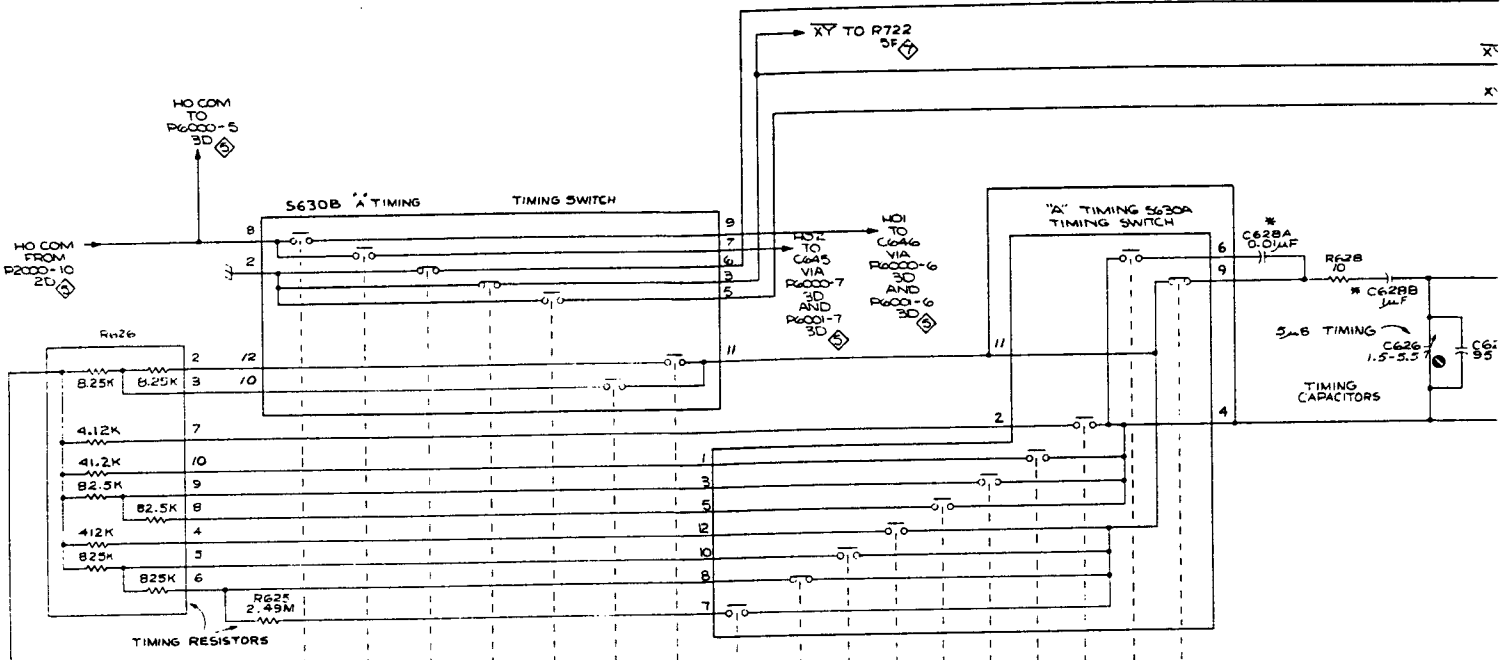 XY TO R722
5F 7
XY
XY
HO COM
TO
P6000-5
3D 5
S630B "A" TIMING
TIMING SWITCH
8
2
9
7
6
3
5
HO COM
FROM
P2000-10
2D
HO2
TO
C645
VIA
P6000-7
3D
AND
P6001-7
3D 5
HO1
TO
C646
VIA
P6000-6
3D
AND
P6001-6
3D 5
"A" TIMING S630A
TIMING SWITCH
6
9
*
C628A
0.01µF
R628
10
* C628B
1µF
5µS TIMING
C626
1.5-5.5
C62
95
TIMING
CAPACITORS
R626
8.25K
8.25K
2
3
12
10
11
11
4.12K
7
2
4
41.2K
10
1
82.5K
9
3
82.5K
8
5
412K
4
12
825K
5
10
825K
6
8
R625
2.49M
7
TIMING RESISTORS